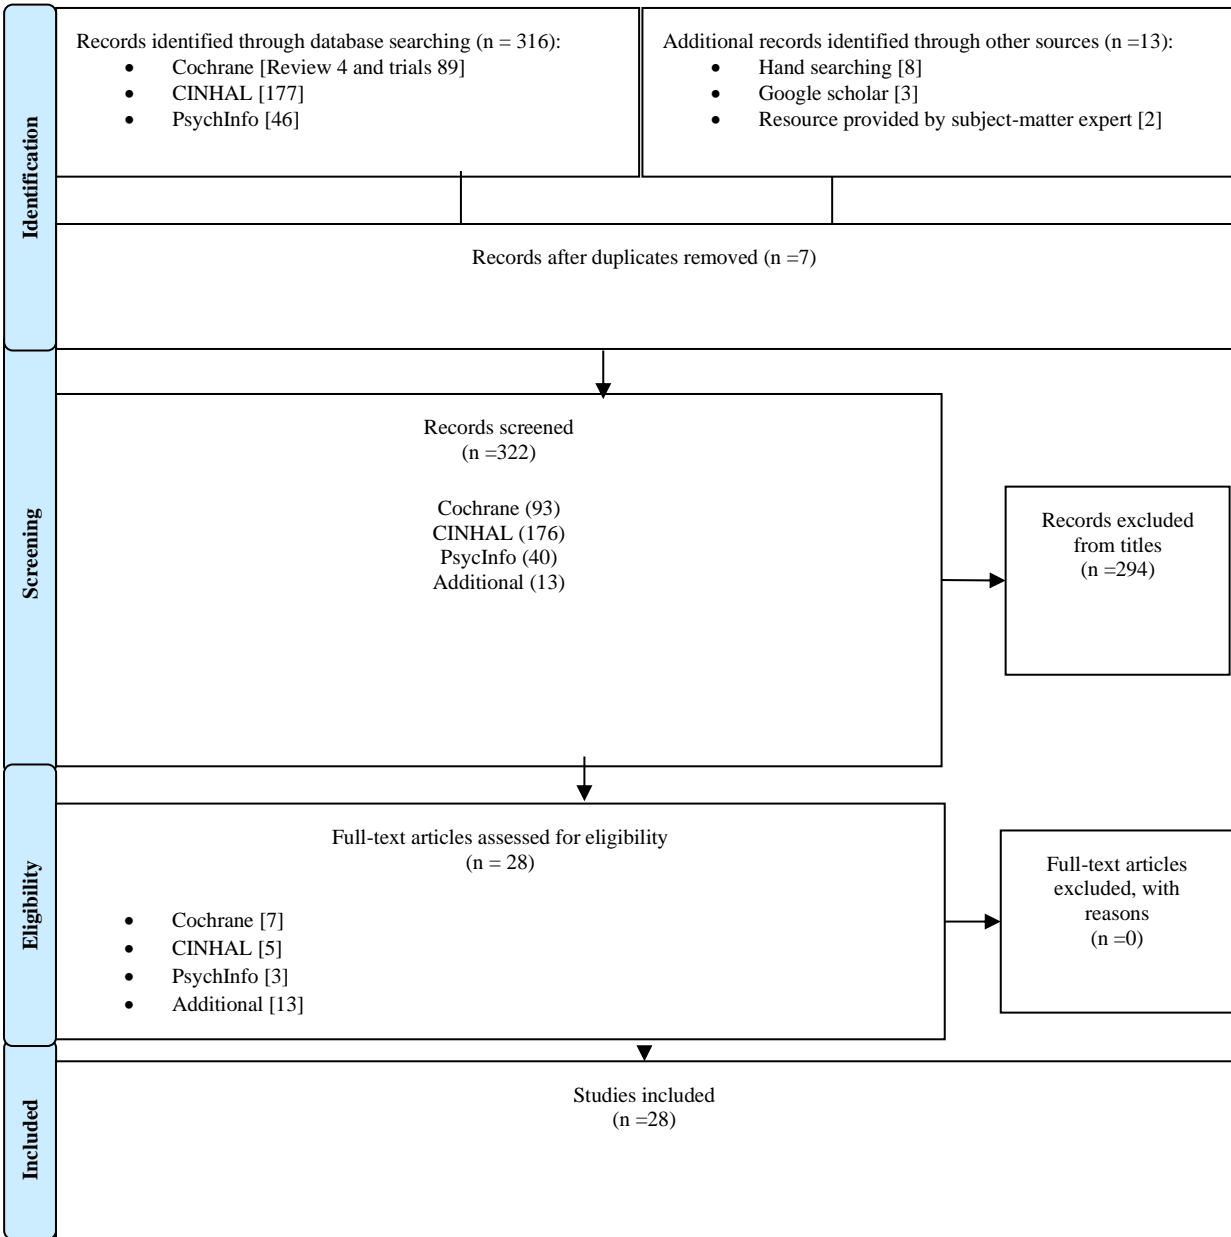 Identification
Records identified through database searching (n = 316):
• Cochrane [Review 4 and trials 89]
• CINHAL [177]
• PsychInfo [46]
Additional records identified through other sources (n =13):
• Hand searching [8]
• Google scholar [3]
• Resource provided by subject-matter expert [2]
Records after duplicates removed (n =7)
Screening
Records screened
(n =322)
Cochrane (93)
CINHAL (176)
PsycInfo (40)
Additional (13)
Records excluded
from titles
(n =294)
Eligibility
Full-text articles assessed for eligibility
(n = 28)
• Cochrane [7]
• CINHAL [5]
• PsychInfo [3]
• Additional [13]
Full-text articles
excluded, with
reasons
(n =0)
Included
Studies included
(n =28)